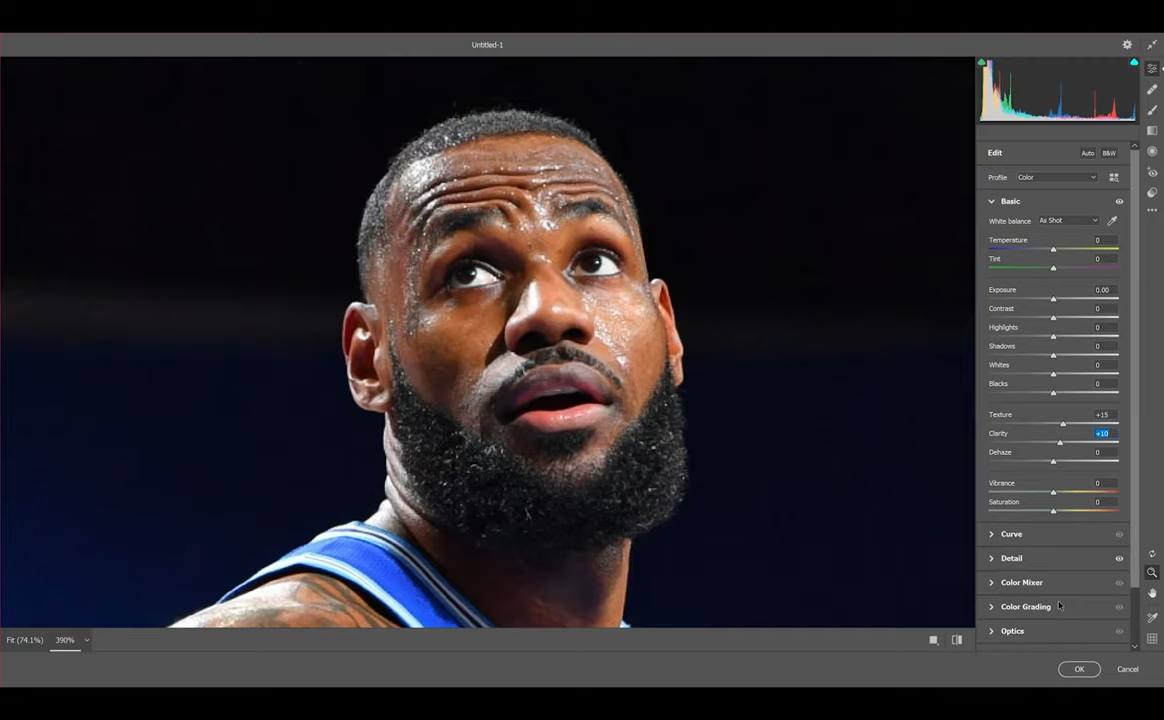 Untitled-1
Edit Auto B&W
Profile Color
Basic
White balance As Shot
Temperature 0
Tint 0
Exposure 0.00
Contrast 0
Highlights 0
Shadows 0
Whites 0
Blacks 0
Texture +15
Clarity +10
Dehaze 0
Vibrance 0
Saturation 0
Curve
Detail
Color Mixer
Color Grading
Optics
Fit (74.1%) 390%
OK Cancel